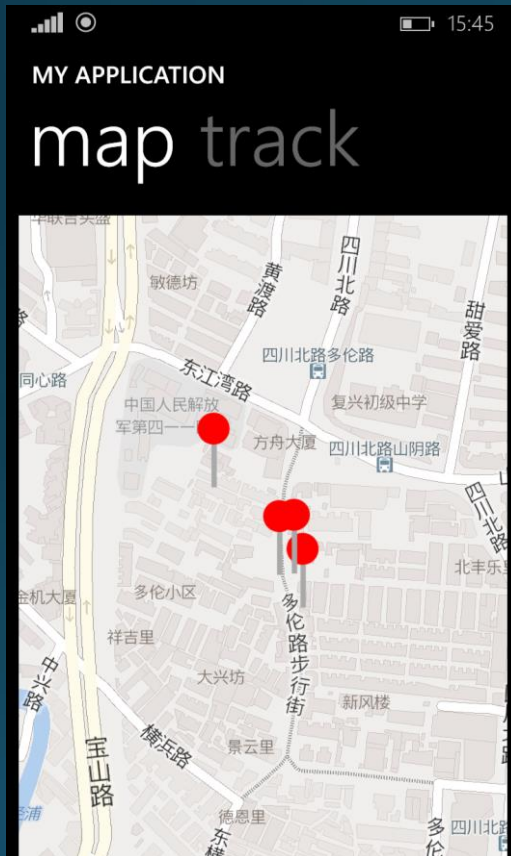 15:45
MY APPLICATION
map track
敏德坊
黄渡路
四川北路
甜爱路
四川北路多伦路
同心路
东江湾路
中国人民解放
军第四一一
复兴初级中学
方舟大厦
四川北路山阴路
四川北路
北丰乐里
多伦小区
金机大厦
多伦路步行街
祥吉里
中兴路
大兴坊
新风楼
宝山路
横浜路
景云里
德恩里
东横
多伦
四川北路